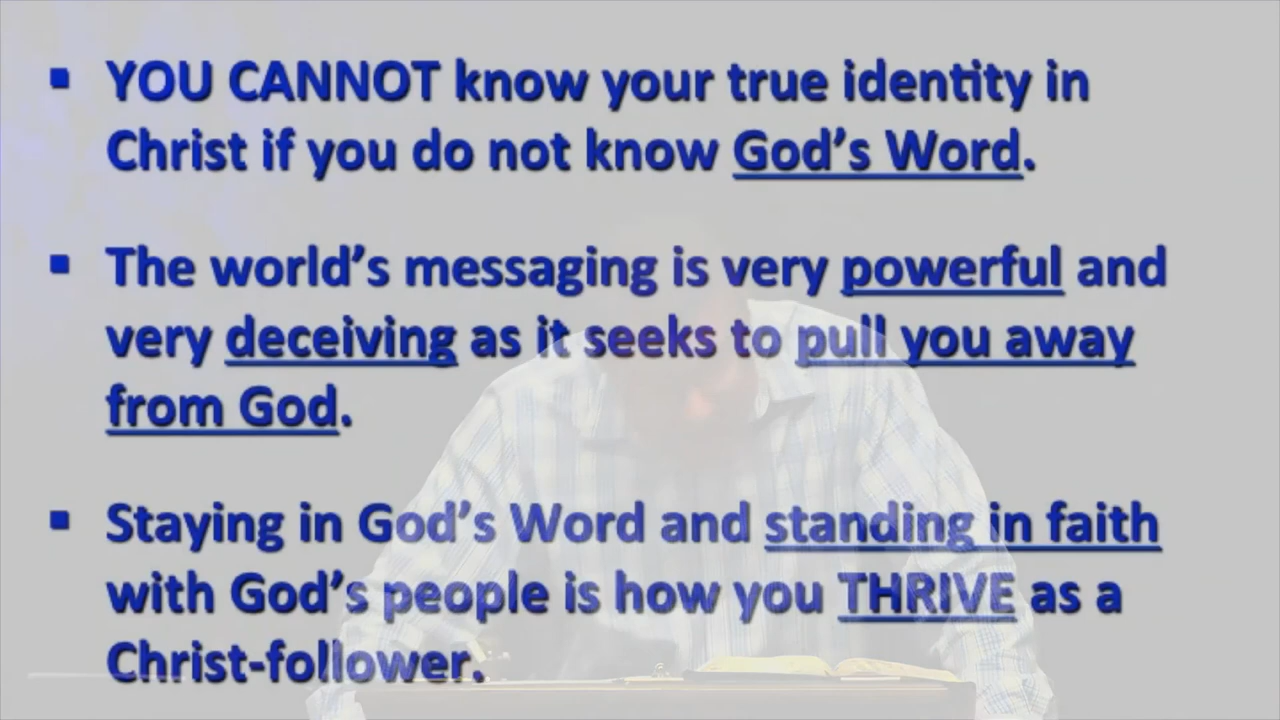 ▪ YOU CANNOT know your true identity in
Christ if you do not know God’s Word.
▪ The world’s messaging is very powerful and
very deceiving as it seeks to pull you away
from God.
▪ Staying in God’s Word and standing in faith
with God’s people is how you THRIVE as a
Christ-follower.